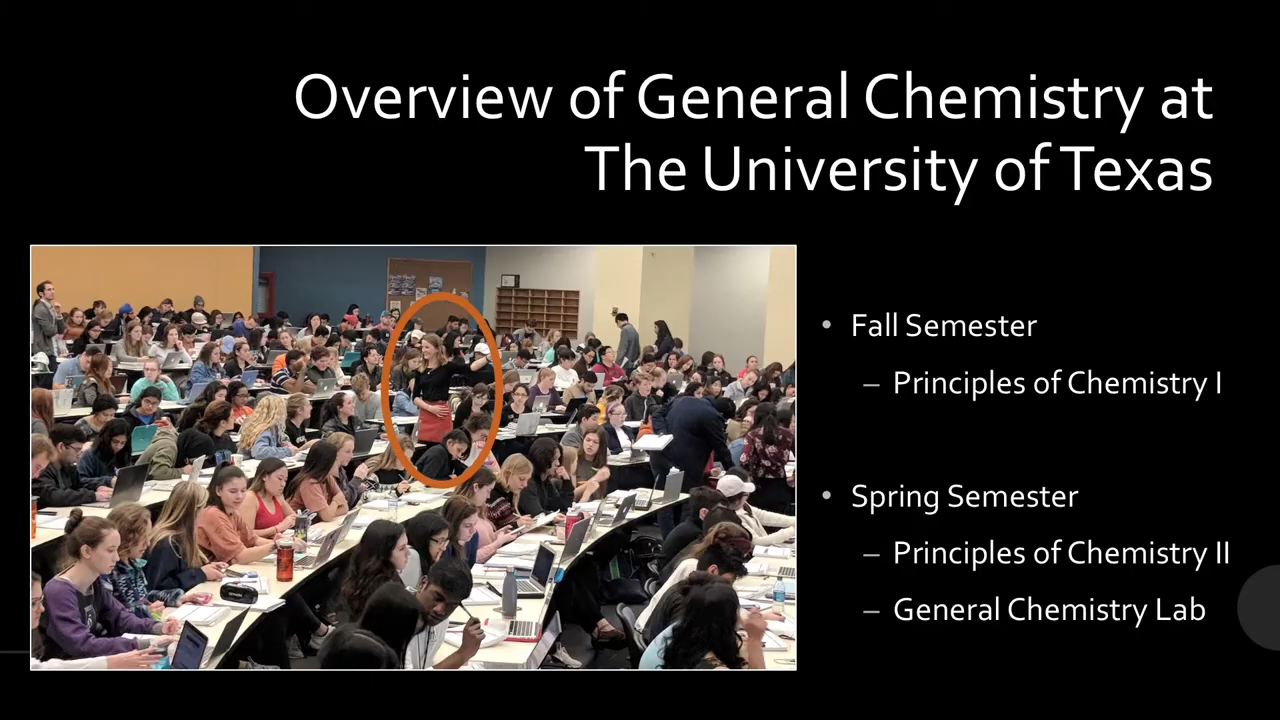 Overview of General Chemistry at
The University of Texas
• Fall Semester
– Principles of Chemistry I
• Spring Semester
– Principles of Chemistry II
– General Chemistry Lab